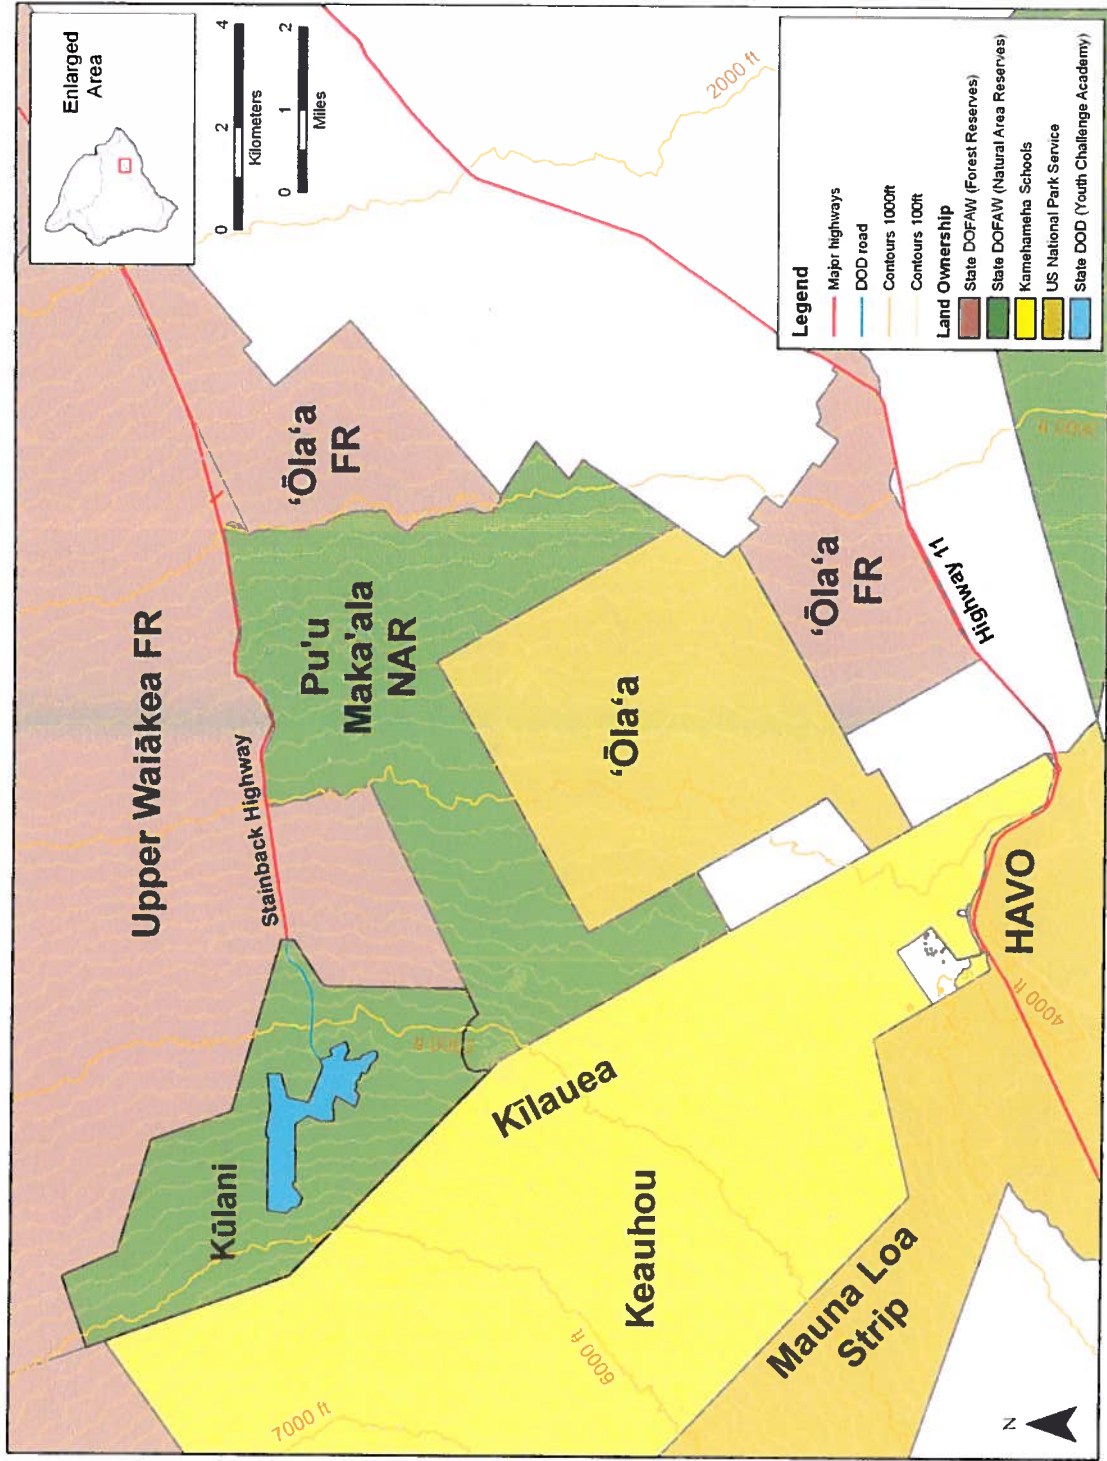 Enlarged
Area
0 2 4
Kilometers
0 1 2
Miles
Upper Waiākea FR
Stainback Highway
ʻŌlaʻa
FR
Pu'u
Maka'ala
NAR
Kūlani
ʻŌlaʻa
ʻŌlaʻa
FR
Highway 11
2000 ft
Kīlauea
Keauhou
HAVO
4000 ft
6000 ft
7000 ft
Mauna Loa
Strip
N
Legend
Major highways
DOD road
Contours 1000ft
Contours 100ft
Land Ownership
State DOFAW (Forest Reserves)
State DOFAW (Natural Area Reserves)
Kamehameha Schools
US National Park Service
State DOD (Youth Challenge Academy)